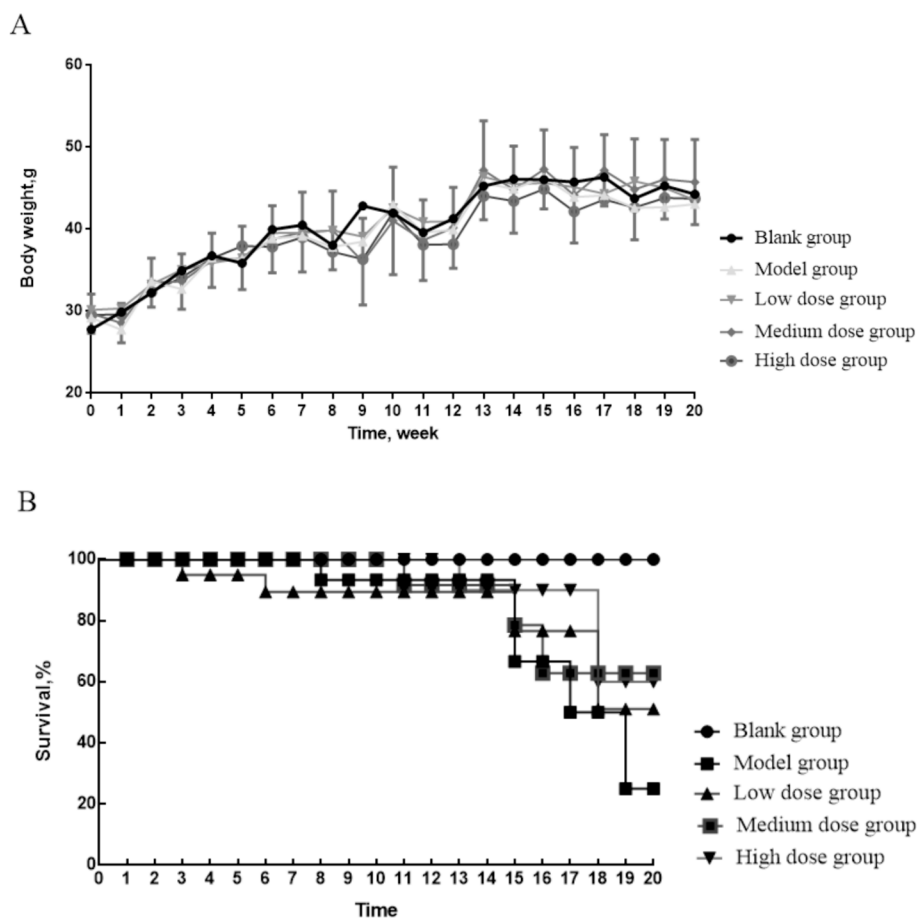 A
60
50
40
30
20
Body weight,g
0 1 2 3 4 5 6 7 8 9 10 11 12 13 14 15 16 17 18 19 20
Time, week
Blank group
Model group
Low dose group
Medium dose group
High dose group
B
100
80
60
40
20
0
Survival,%
0 1 2 3 4 5 6 7 8 9 10 11 12 13 14 15 16 17 18 19 20
Time
Blank group
Model group
Low dose group
Medium dose group
High dose group